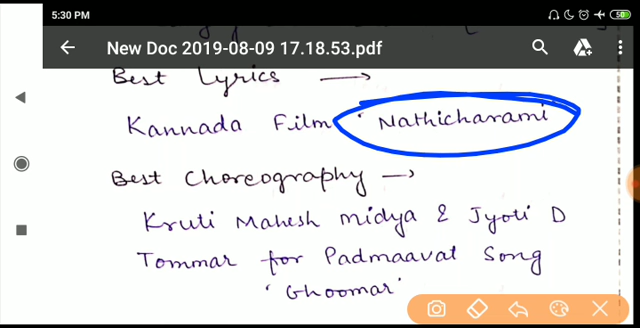 5:30 PM
50
New Doc 2019-08-09 17.18.53.pdf
Best Lyrics →
Kannada Film 'Nathicharami'
Best Choreography →
Kruti Mahesh Midya & Jyoti D
Tommar for Padmaavat Song
'Ghoomar'